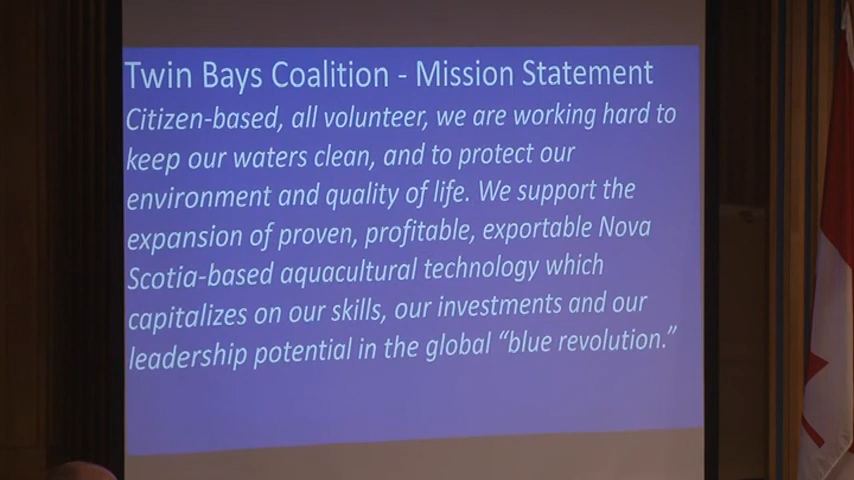 Twin Bays Coalition - Mission Statement
Citizen-based, all volunteer, we are working hard to
keep our waters clean, and to protect our
environment and quality of life. We support the
expansion of proven, profitable, exportable Nova
Scotia-based aquacultural technology which
capitalizes on our skills, our investments and our
leadership potential in the global “blue revolution.”